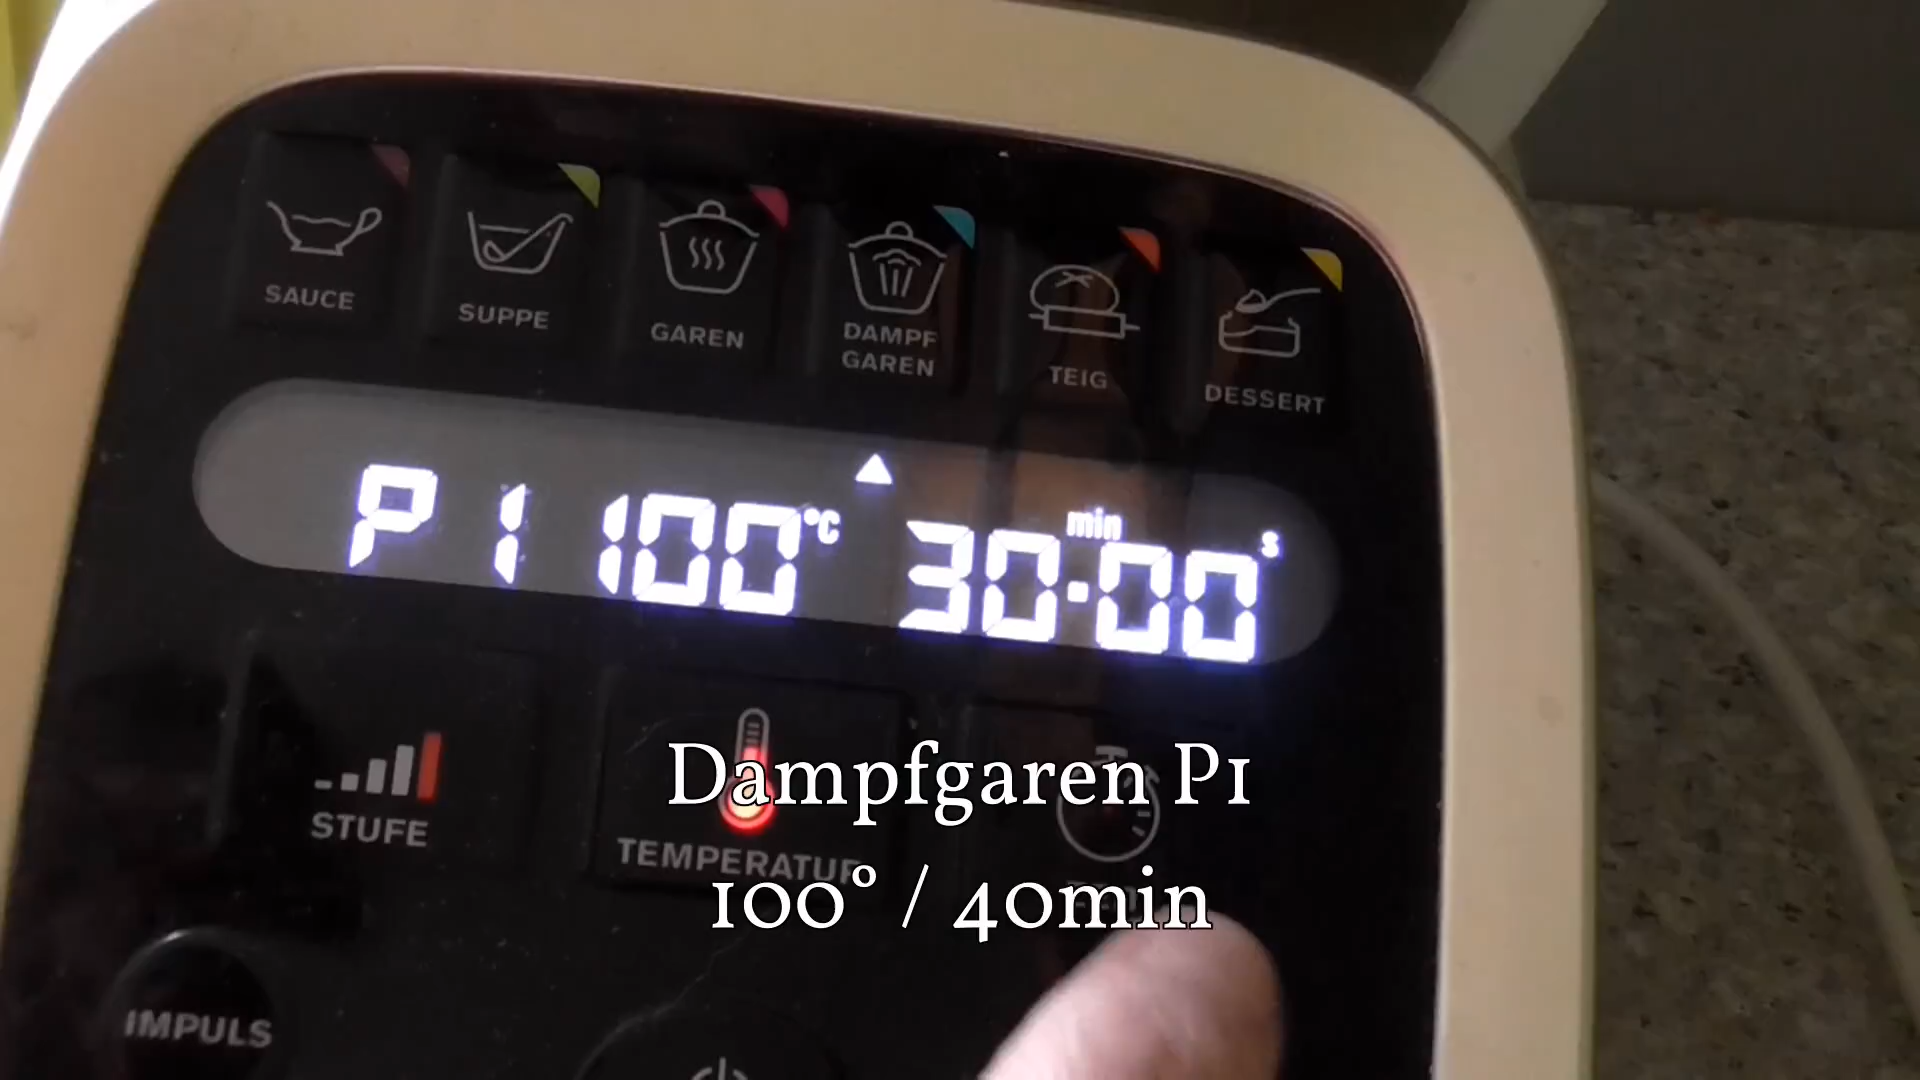 SAUCE
SUPPE
GAREN
DAMPF
GAREN
TEIG
DESSERT
P1 100°C 30:00 min s
STUFE
TEMPERATUR
Dampfgaren P1
100° / 40min
IMPULS